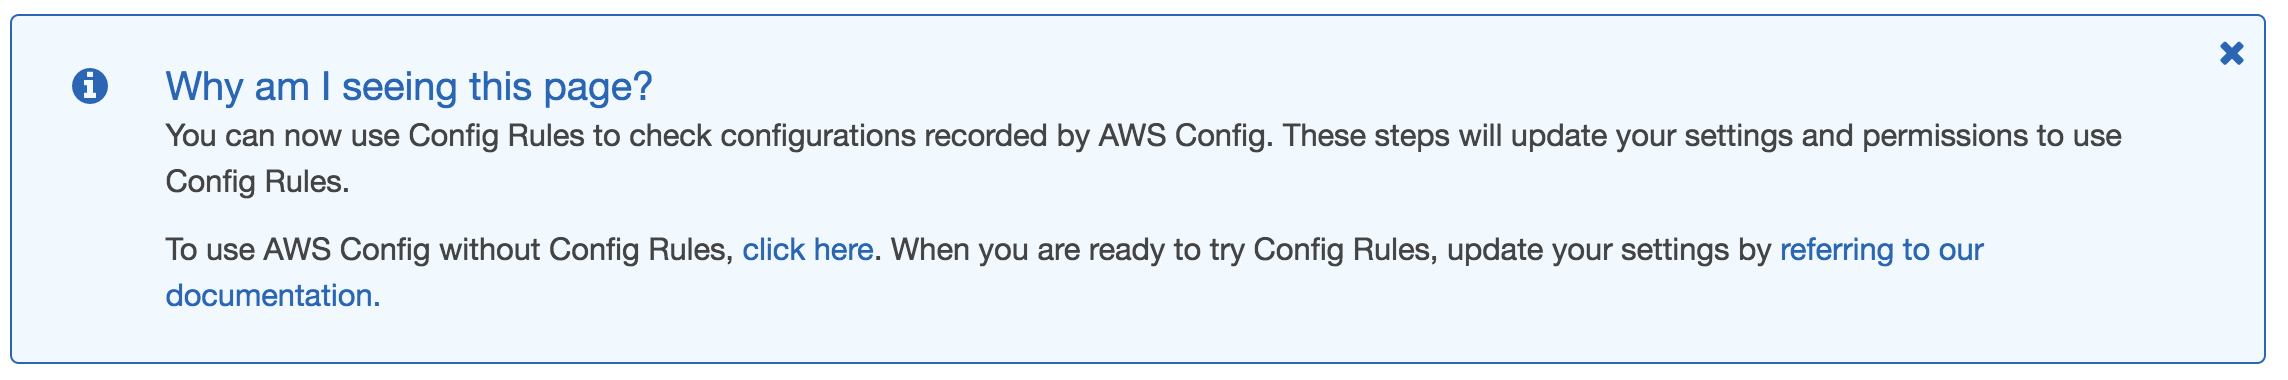 Why am I seeing this page?
You can now use Config Rules to check configurations recorded by AWS Config. These steps will update your settings and permissions to use
Config Rules.
To use AWS Config without Config Rules, click here. When you are ready to try Config Rules, update your settings by referring to our
documentation.